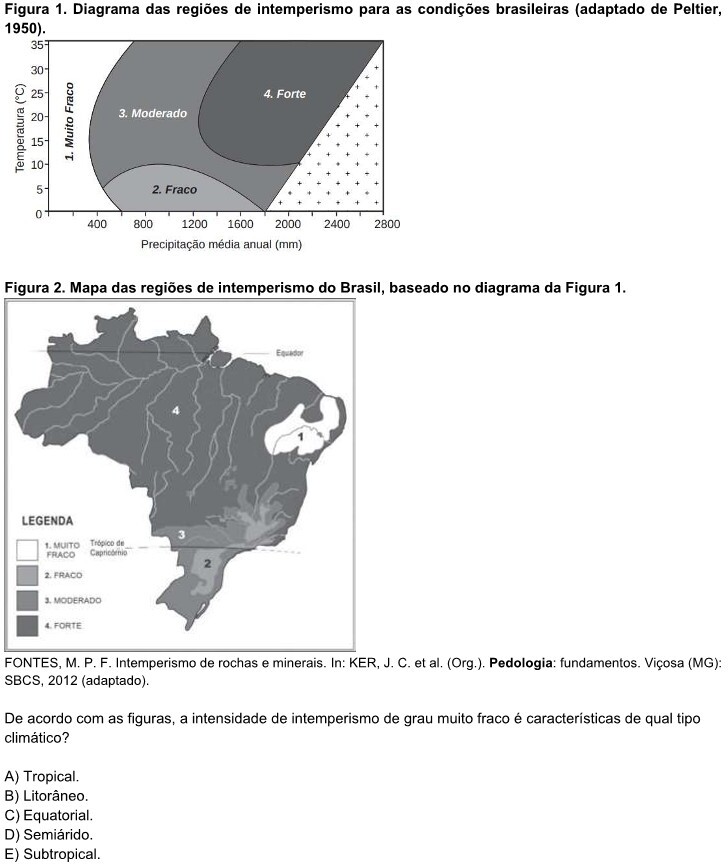 Figura 1. Diagrama das regiões de intemperismo para as condições brasileiras (adaptado de Peltier,
1950).
35
30
25
20
15
10
5
0
Temperatura (°C)
1. Muito Fraco
3. Moderado
4. Forte
2. Fraco
400 800 1200 1600 2000 2400 2800
Precipitação média anual (mm)
Figura 2. Mapa das regiões de intemperismo do Brasil, baseado no diagrama da Figura 1.
Equador
4
1
3
2
Trópico de
Capricórnio
LEGENDA
1. MUITO
FRACO
2. FRACO
3. MODERADO
4. FORTE
FONTES, M. P. F. Intemperismo de rochas e minerais. In: KER, J. C. et al. (Org.). Pedologia: fundamentos. Viçosa (MG):
SBCS, 2012 (adaptado).
De acordo com as figuras, a intensidade de intemperismo de grau muito fraco é características de qual tipo
climático?
A) Tropical.
B) Litorâneo.
C) Equatorial.
D) Semiárido.
E) Subtropical.